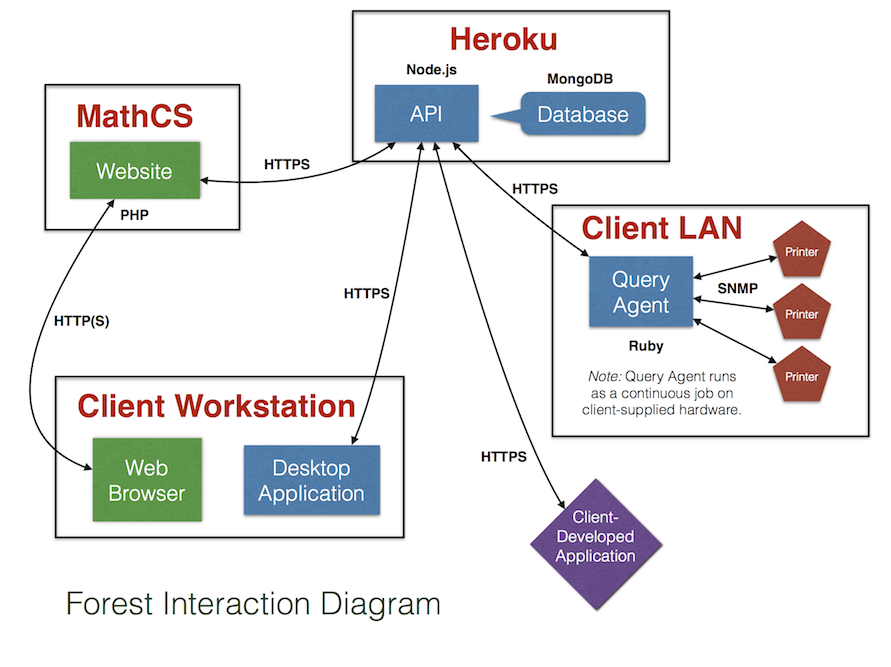 Heroku
Node.js
MongoDB
API
Database
MathCS
Website
PHP
HTTPS
HTTPS
Client LAN
Query
Agent
Ruby
SNMP
Printer
Printer
Printer
Note: Query Agent runs
as a continuous job on
client-supplied hardware.
HTTPS
HTTP(S)
Client Workstation
Web
Browser
Desktop
Application
HTTPS
Client-
Developed
Application
Forest Interaction Diagram